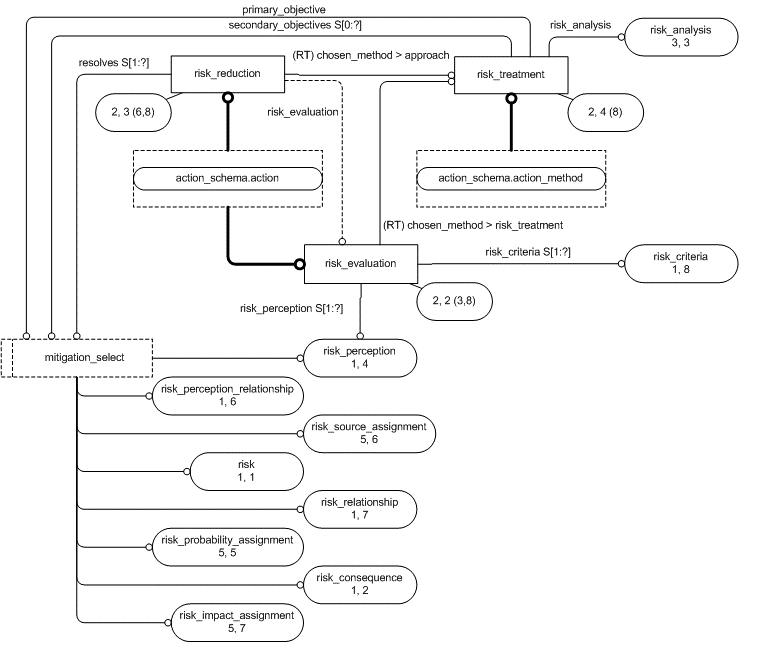 primary_objective
secondary_objectives S[0:?]
risk_analysis
risk_analysis
3, 3
resolves S[1:?]
risk_reduction
(RT) chosen_method > approach
risk_treatment
2, 3 (6,8)
risk_evaluation
2, 4 (8)
action_schema.action
action_schema.action_method
(RT) chosen_method > risk_treatment
risk_evaluation
risk_criteria S[1:?]
risk_criteria
1, 8
2, 2 (3,8)
risk_perception S[1:?]
mitigation_select
risk_perception
1, 4
risk_perception_relationship
1, 6
risk_source_assignment
5, 6
risk
1, 1
risk_relationship
1, 7
risk_probability_assignment
5, 5
risk_consequence
1, 2
risk_impact_assignment
5, 7